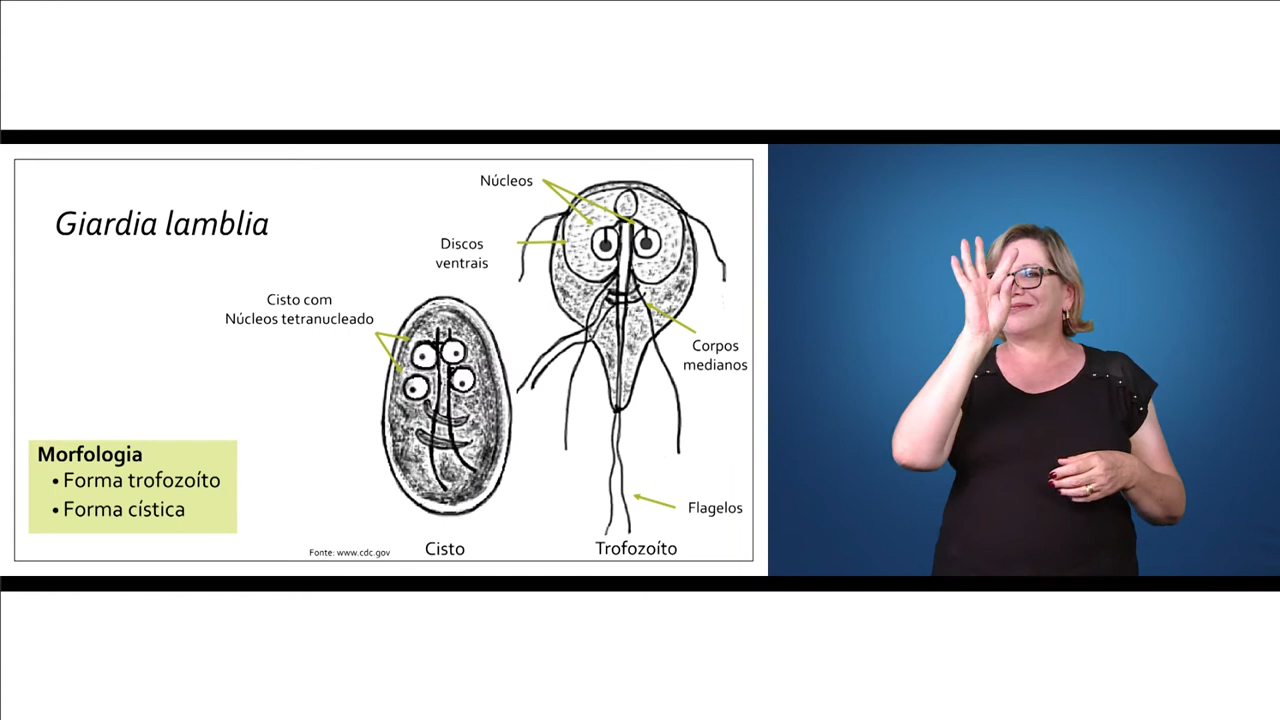 Giardia lamblia
Núcleos
Discos
ventrais
Cisto com
Núcleos tetranucleado
Corpos
medianos
Morfologia
• Forma trofozoíto
• Forma cística
Flagelos
Fonte: www.cdc.gov
Cisto
Trofozoíto